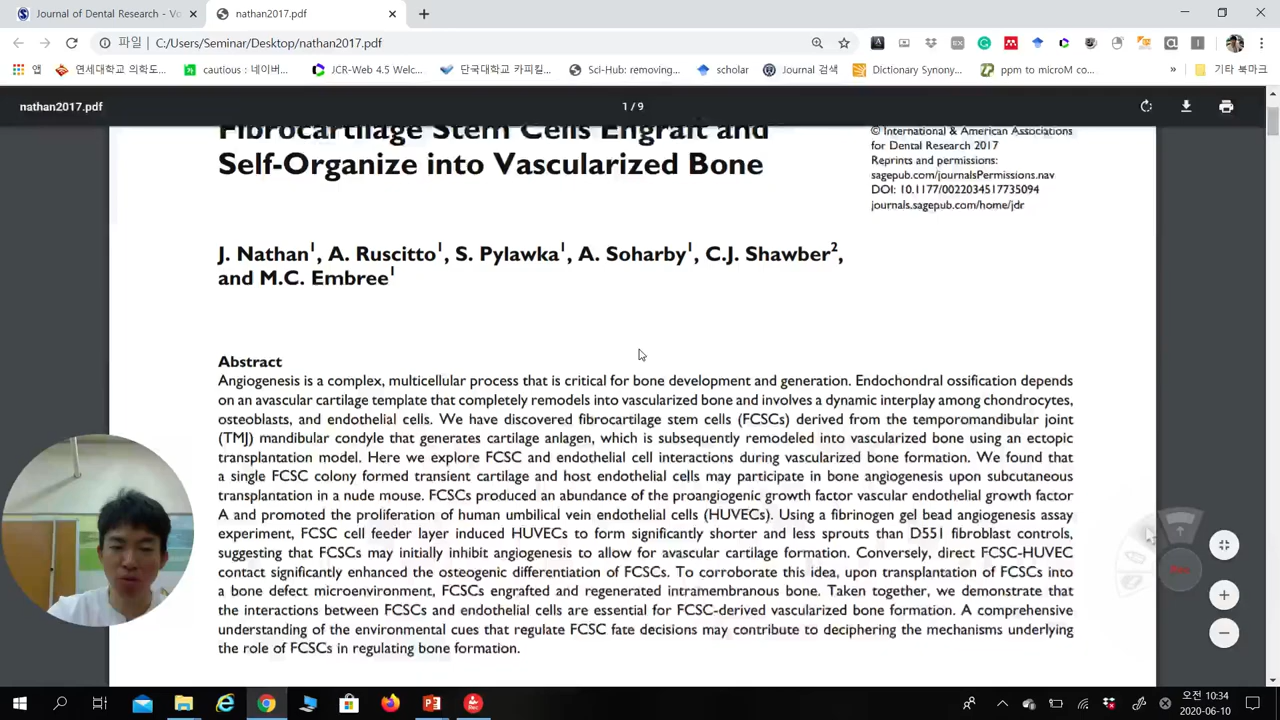 Journal of Dental Research - Vo
nathan2017.pdf
파일 | C:/Users/Seminar/Desktop/nathan2017.pdf
앱
연세대학교 의학도...
cautious : 네이버...
JCR-Web 4.5 Welc...
단국대학교 카피킬...
Sci-Hub: removing...
scholar
Journal 검색
Dictionary Synony...
ppm to microM co...
»
기타 북마크
nathan2017.pdf
1 / 9
Fibrocartilage Stem Cells Engraft and
Self-Organize into Vascularized Bone
© International & American Associations
for Dental Research 2017
Reprints and permissions:
sagepub.com/journalsPermissions.nav
DOI: 10.1177/0022034517735094
journals.sagepub.com/home/jdr
J. Nathan1, A. Ruscitto1, S. Pylawka1, A. Soharby1, C.J. Shawber2,
and M.C. Embree1
Abstract
Angiogenesis is a complex, multicellular process that is critical for bone development and generation. Endochondral ossification depends
on an avascular cartilage template that completely remodels into vascularized bone and involves a dynamic interplay among chondrocytes,
osteoblasts, and endothelial cells. We have discovered fibrocartilage stem cells (FCSCs) derived from the temporomandibular joint
(TMJ) mandibular condyle that generates cartilage anlagen, which is subsequently remodeled into vascularized bone using an ectopic
transplantation model. Here we explore FCSC and endothelial cell interactions during vascularized bone formation. We found that
a single FCSC colony formed transient cartilage and host endothelial cells may participate in bone angiogenesis upon subcutaneous
transplantation in a nude mouse. FCSCs produced an abundance of the proangiogenic growth factor vascular endothelial growth factor
A and promoted the proliferation of human umbilical vein endothelial cells (HUVECs). Using a fibrinogen gel bead angiogenesis assay
experiment, FCSC cell feeder layer induced HUVECs to form significantly shorter and less sprouts than D551 fibroblast controls,
suggesting that FCSCs may initially inhibit angiogenesis to allow for avascular cartilage formation. Conversely, direct FCSC-HUVEC
contact significantly enhanced the osteogenic differentiation of FCSCs. To corroborate this idea, upon transplantation of FCSCs into
a bone defect microenvironment, FCSCs engrafted and regenerated intramembranous bone. Taken together, we demonstrate that
the interactions between FCSCs and endothelial cells are essential for FCSC-derived vascularized bone formation. A comprehensive
understanding of the environmental cues that regulate FCSC fate decisions may contribute to deciphering the mechanisms underlying
the role of FCSCs in regulating bone formation.
오전 10:34
2020-06-10